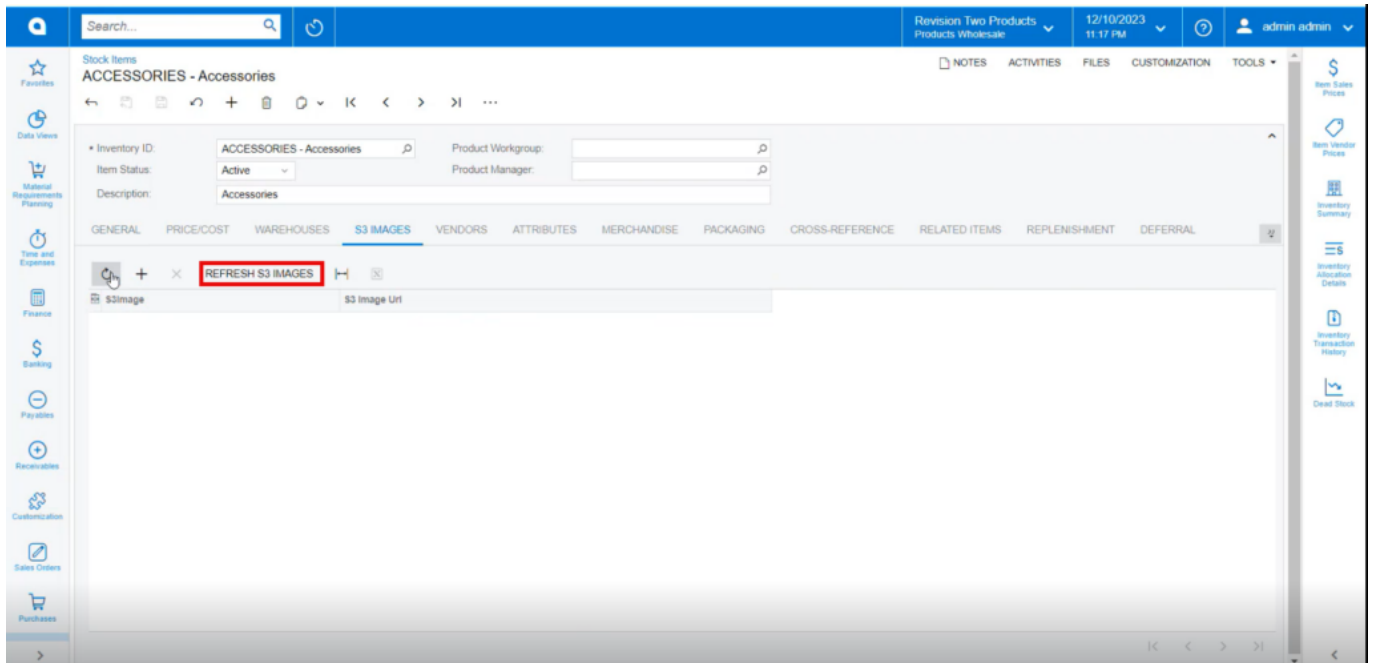 Search...
Revision Two Products
Products Wholesale
12/10/2023
11:17 PM
admin admin
Favorites
Data Views
Material
Requirements
Planning
Time and
Expenses
Finance
Banking
Payables
Receivables
Customization
Sales Orders
Purchases
Stock Items
ACCESSORIES - Accessories
NOTES ACTIVITIES FILES CUSTOMIZATION TOOLS
Inventory ID: ACCESSORIES - Accessories Product Workgroup:
Item Status: Active Product Manager:
Description: Accessories
GENERAL PRICE/COST WAREHOUSES S3 IMAGES VENDORS ATTRIBUTES MERCHANDISE PACKAGING CROSS-REFERENCE RELATED ITEMS REPLENISHMENT DEFERRAL
REFRESH S3 IMAGES
S3Image S3 Image Url
Item Sales
Prices
Item Vendor
Prices
Inventory
Summary
Inventory
Allocation
Details
Inventory
Transaction
History
Dead Stock